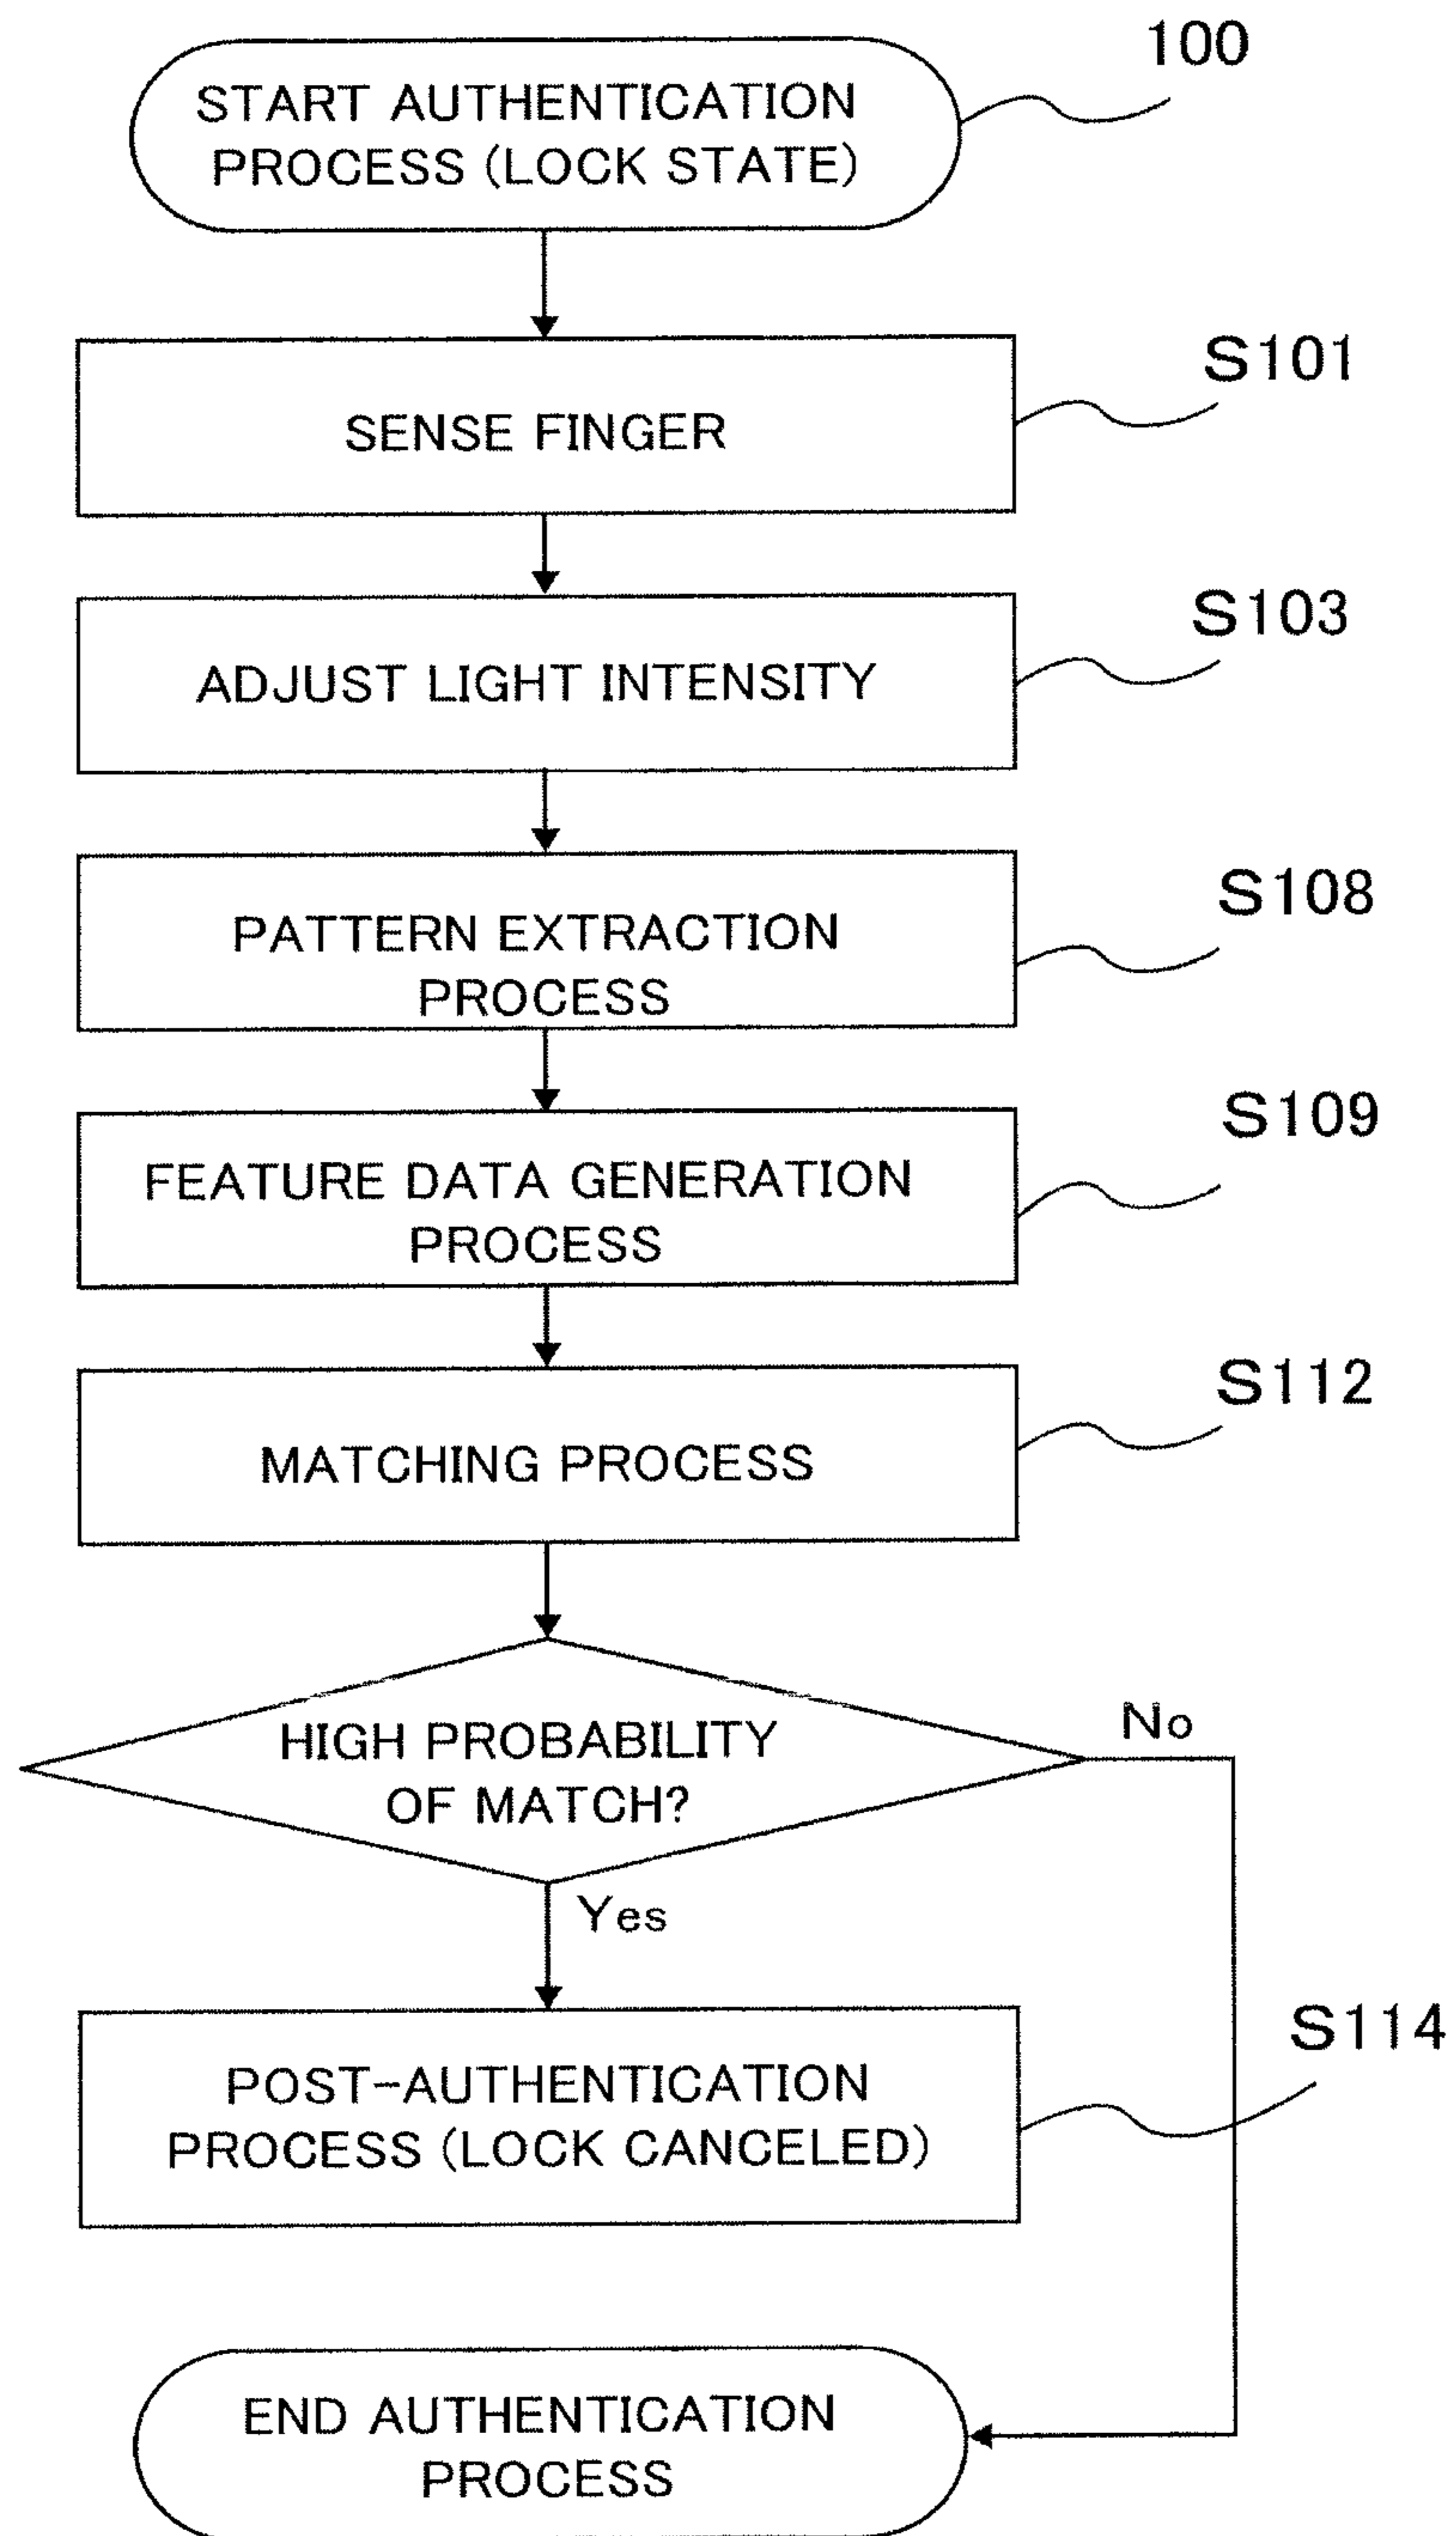 100
START AUTHENTICATION
PROCESS (LOCK STATE)
S101
SENSE FINGER
S103
ADJUST LIGHT INTENSITY
S108
PATTERN EXTRACTION
PROCESS
S109
FEATURE DATA GENERATION
PROCESS
S112
MATCHING PROCESS
No
HIGH PROBABILITY
OF MATCH?
Yes
S114
POST-AUTHENTICATION
PROCESS (LOCK CANCELED)
END AUTHENTICATION
PROCESS